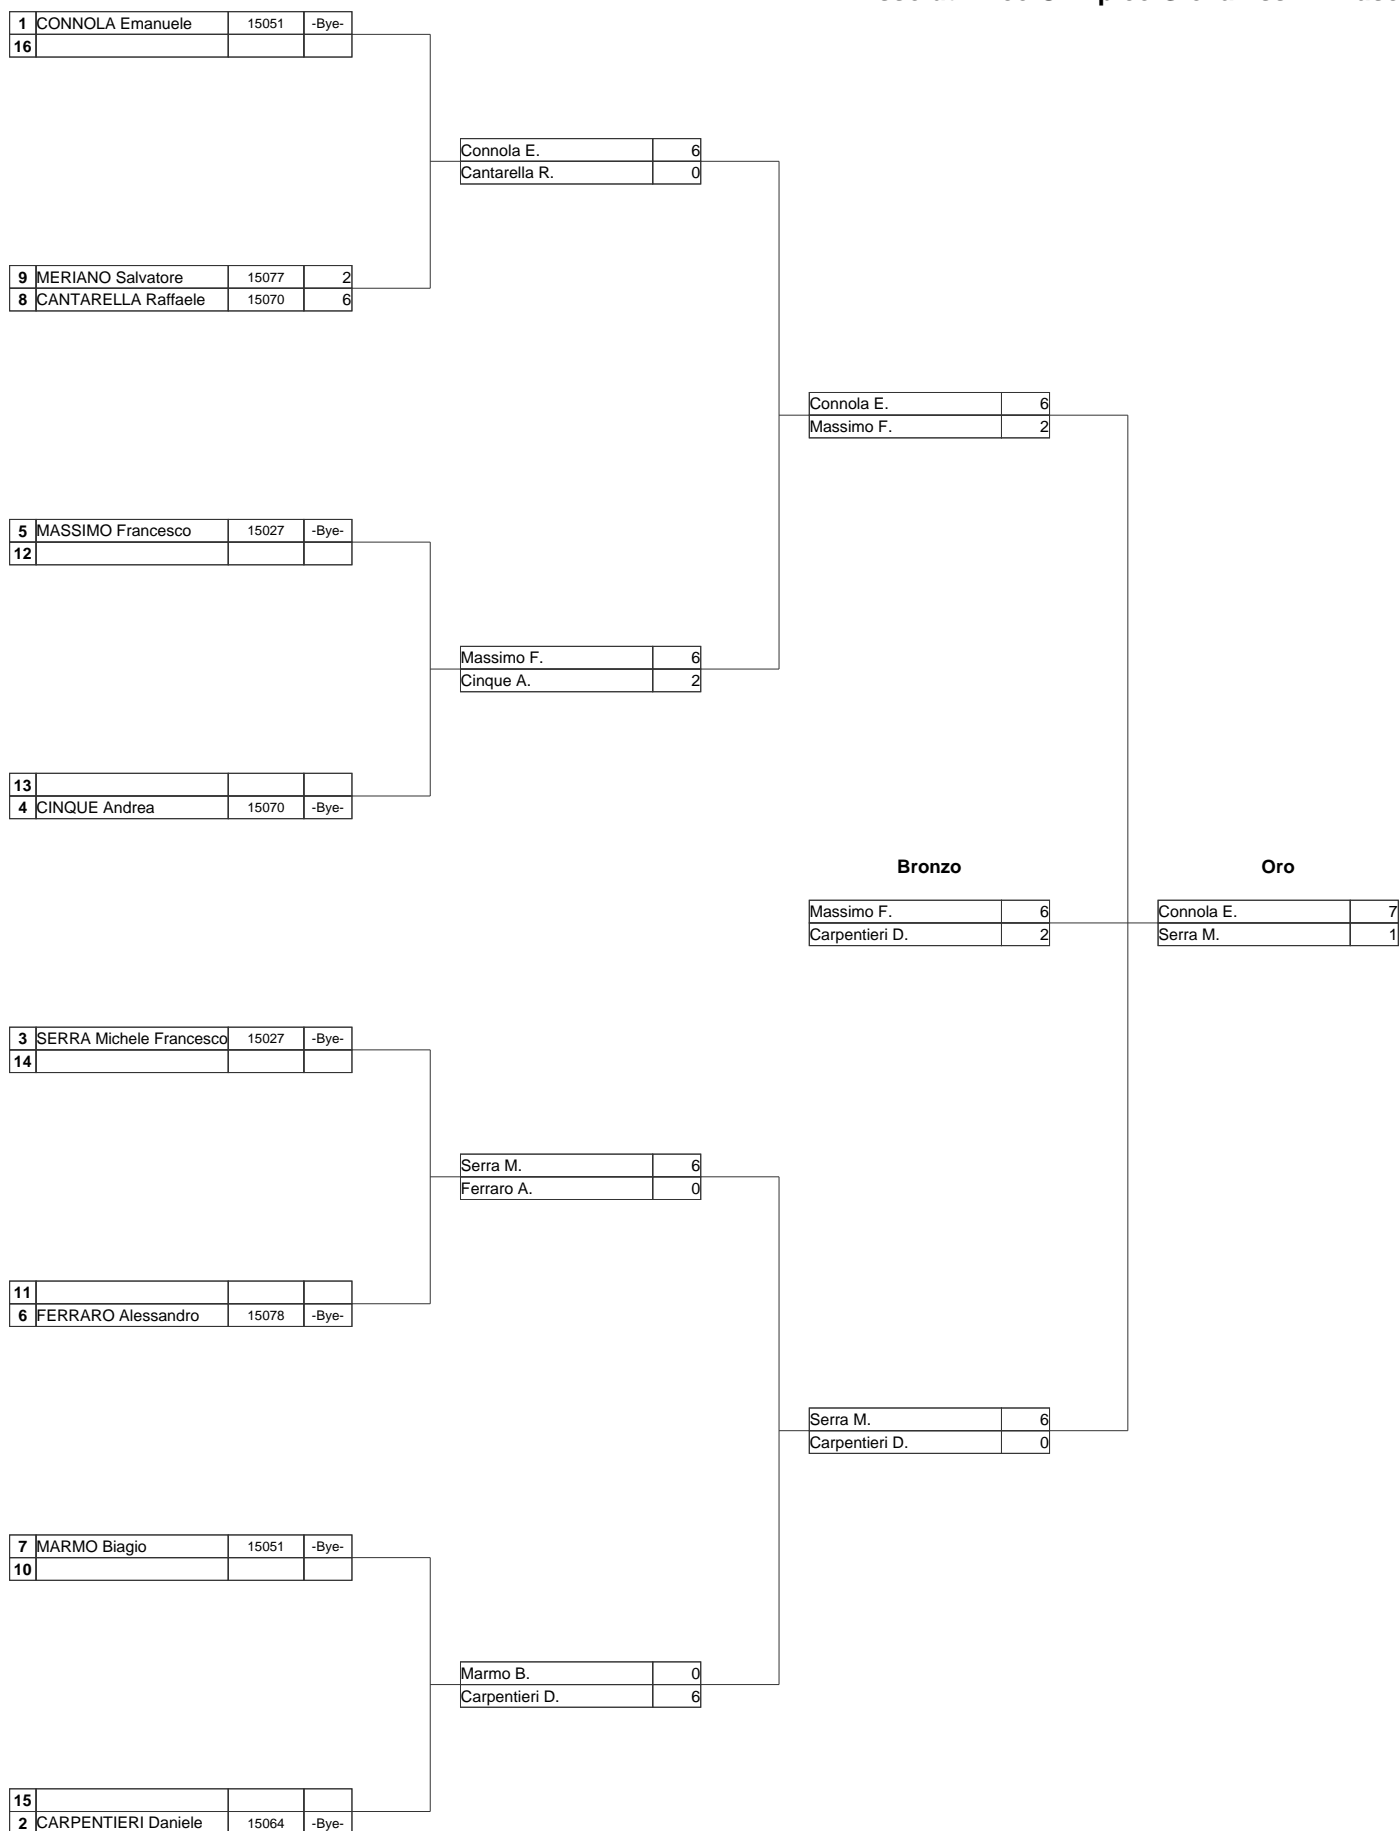 1 CONNOLA Emanuele 15051 -Bye-
16
Connola E. 6
Cantarella R. 0
9 MERIANO Salvatore 15077 2
8 CANTARELLA Raffaele 15070 6
Connola E. 6
Massimo F. 2
5 MASSIMO Francesco 15027 -Bye-
12
Massimo F. 6
Cinque A. 2
13
4 CINQUE Andrea 15070 -Bye-
Bronzo Oro
Massimo F. 6 Connola E. 7
Carpentieri D. 2 Serra M. 1
3 SERRA Michele Francesco 15027 -Bye-
14
Serra M. 6
Ferraro A. 0
11
6 FERRARO Alessandro 15078 -Bye-
Serra M. 6
Carpentieri D. 0
7 MARMO Biagio 15051 -Bye-
10
Marmo B. 0
Carpentieri D. 6
15
2 CARPENTIERI Daniele 15064 -Bye-